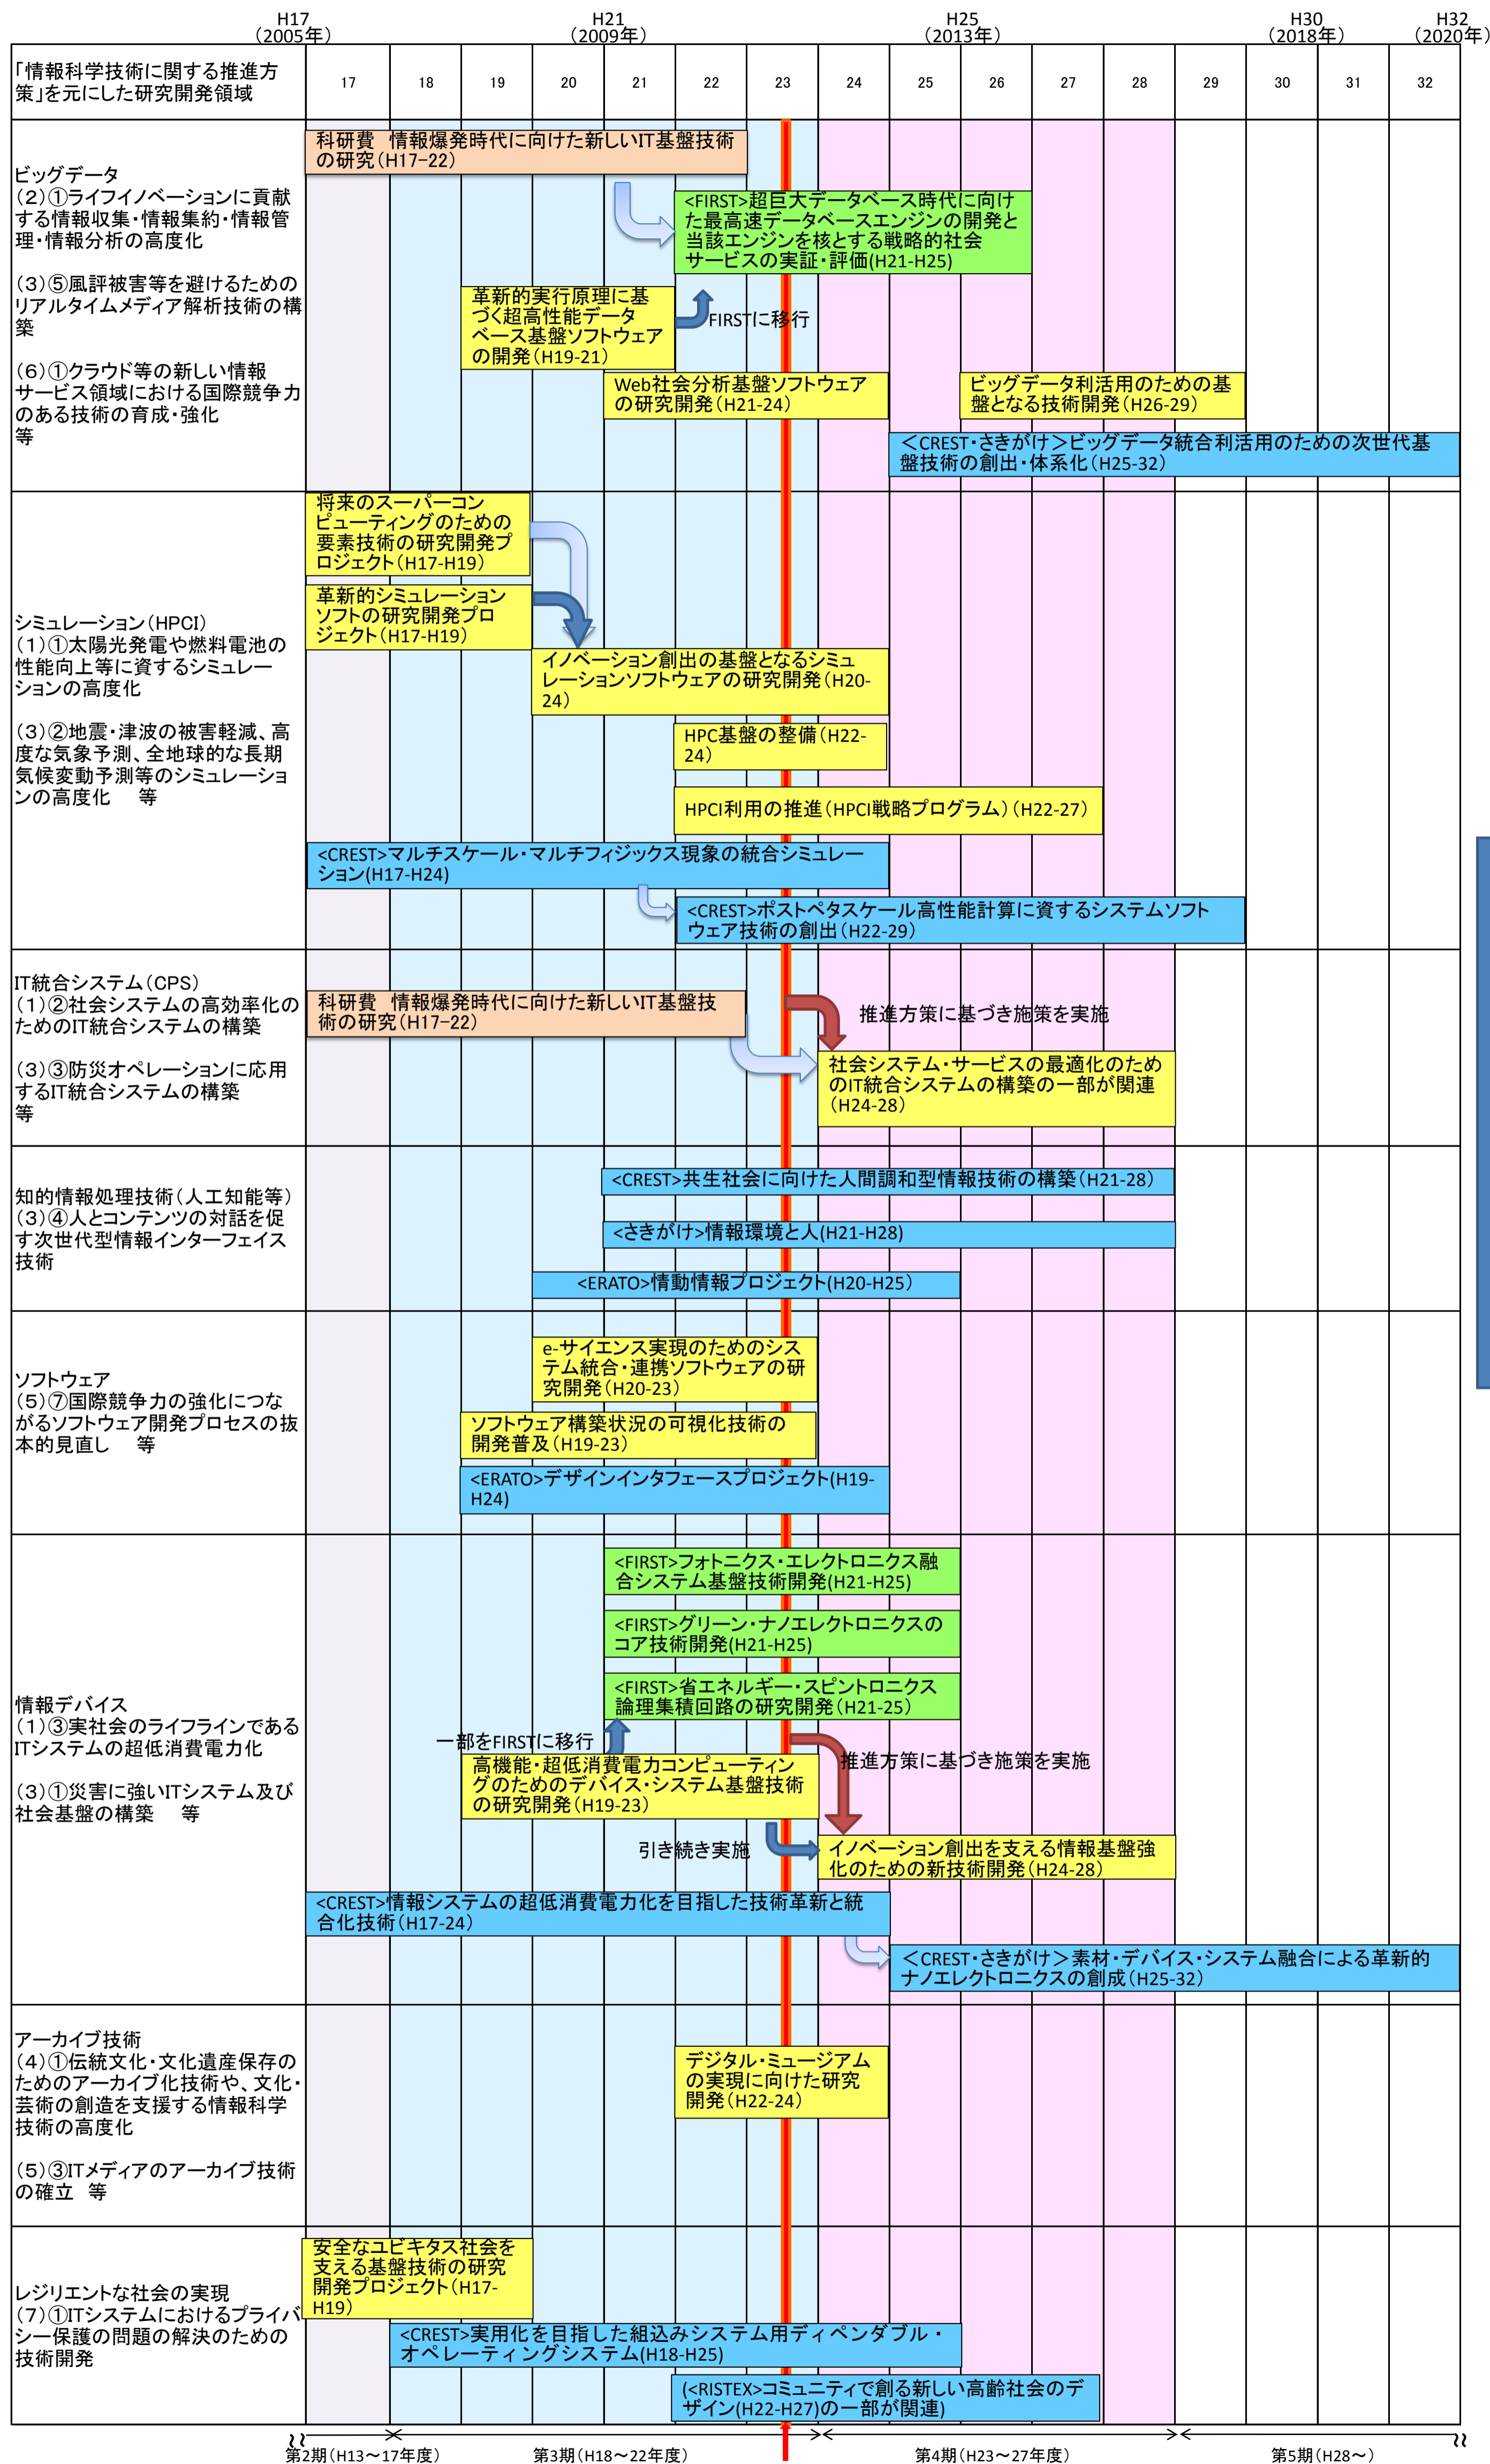 H17
（2005年）
H21
（2009年）
H25
（2013年）
H30
（2018年）
H32
（2020年）
「情報科学技術に関する推進方
策」を元にした研究開発領域
17 18 19 20 21 22 23 24 25 26 27 28 29 30 31 32
ビッグデータ
（2）①ライフイノベーションに貢献
する情報収集・情報集約・情報管
理・情報分析の高度化
（3）⑤風評被害等を避けるための
リアルタイムメディア解析技術の構
築
（6）①クラウド等の新しい情報
サービス領域における国際競争力
のある技術の育成・強化
等
科研費　情報爆発時代に向けた新しいIT基盤技術
の研究（H17−22）
<FIRST>超巨大データベース時代に向け
た最高速データベースエンジンの開発と
当該エンジンを核とする戦略的社会
サービスの実証・評価(H21-H25)
革新的実行原理に基
づく超高性能データ
ベース基盤ソフトウェア
の開発（H19-21）
FIRSTに移行
Web社会分析基盤ソフトウェア
の研究開発（H21-24）
ビッグデータ利活用のための基
盤となる技術開発（H26-29）
＜CREST・さきがけ＞ビッグデータ統合利活用のための次世代基
盤技術の創出・体系化（H25-32）
シミュレーション（HPCI）
（1）①太陽光発電や燃料電池の
性能向上等に資するシミュレー
ションの高度化
（3）②地震・津波の被害軽減、高
度な気象予測、全地球的な長期
気候変動予測等のシミュレーショ
ンの高度化　等
将来のスーパーコン
ピューティングのための
要素技術の研究開発プ
ロジェクト（H17-H19）
革新的シミュレーション
ソフトの研究開発プロ
ジェクト（H17-H19）
イノベーション創出の基盤となるシミュ
レーションソフトウェアの研究開発（H20-
24）
HPC基盤の整備（H22-
24）
HPCI利用の推進（HPCI戦略プログラム）（H22-27）
<CREST>マルチスケール・マルチフィジックス現象の統合シミュレー
ション(H17-H24)
<CREST>ポストペタスケール高性能計算に資するシステムソフト
ウェア技術の創出（H22-29）
IT統合システム（CPS）
（1）②社会システムの高効率化の
ためのIT統合システムの構築
（3）③防災オペレーションに応用
するIT統合システムの構築
等
科研費　情報爆発時代に向けた新しいIT基盤技
術の研究（H17−22）
推進方策に基づき施策を実施
社会システム・サービスの最適化のため
のIT統合システムの構築の一部が関連
（H24-28）
知的情報処理技術（人工知能等）
（3）④人とコンテンツの対話を促
す次世代型情報インターフェイス
技術
<CREST>共生社会に向けた人間調和型情報技術の構築（H21-28）
<さきがけ>情報環境と人(H21-H28)
<ERATO>情動情報プロジェクト(H20-H25）
ソフトウェア
（5）⑦国際競争力の強化につな
がるソフトウェア開発プロセスの抜
本的見直し　等
e-サイエンス実現のためのシス
テム統合・連携ソフトウェアの研
究開発（H20-23）
ソフトウェア構築状況の可視化技術の
開発普及（H19-23）
<ERATO>デザインインタフェースプロジェクト(H19-
H24)
情報デバイス
（1）③実社会のライフラインである
ITシステムの超低消費電力化
（3）①災害に強いITシステム及び
社会基盤の構築　等
<FIRST>フォトニクス・エレクトロニクス融
合システム基盤技術開発(H21-H25)
<FIRST>グリーン・ナノエレクトロニクスの
コア技術開発(H21-H25)
<FIRST>省エネルギー・スピントロニクス
論理集積回路の研究開発(H21-25)
一部をFIRSTに移行
推進方策に基づき施策を実施
高機能・超低消費電力コンピューティン
グのためのデバイス・システム基盤技術
の研究開発（H19-23）
引き続き実施
イノベーション創出を支える情報基盤強
化のための新技術開発（H24-28）
<CREST>情報システムの超低消費電力化を目指した技術革新と統
合化技術（H17-24）
＜CREST・さきがけ＞素材・デバイス・システム融合による革新的
ナノエレクトロニクスの創成（H25-32）
アーカイブ技術
（4）①伝統文化・文化遺産保存の
ためのアーカイブ化技術や、文化・
芸術の創造を支援する情報科学
技術の高度化
（5）③ITメディアのアーカイブ技術
の確立　等
デジタル・ミュージアム
の実現に向けた研究
開発（H22-24）
レジリエントな社会の実現
（7）①ITシステムにおけるプライバ
シー保護の問題の解決のための
技術開発
安全なユビキタス社会を
支える基盤技術の研究
開発プロジェクト（H17-
H19）
<CREST>実用化を目指した組込みシステム用ディペンダブル・
オペレーティングシステム(H18-H25)
(<RISTEX>コミュニティで創る新しい高齢社会のデ
ザイン(H22-H27)の一部が関連)
第2期（H13～17年度）
第3期（H18～22年度）
第4期（H23～27年度）
第5期（H28～）